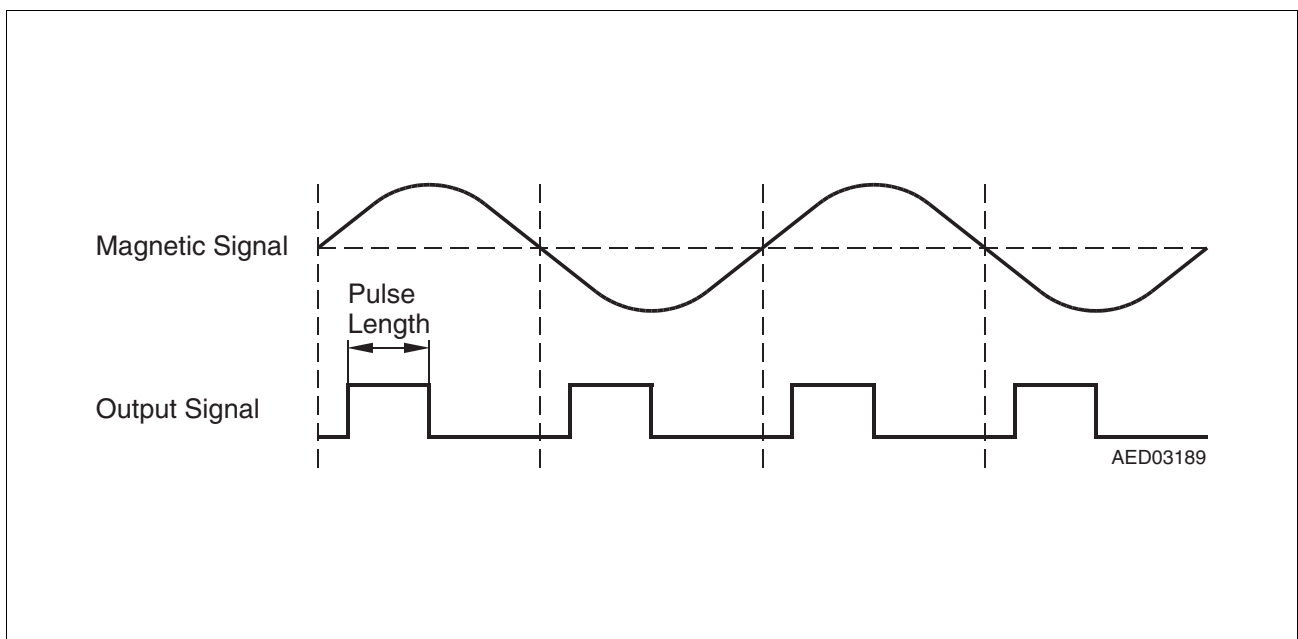 Magnetic Signal
Pulse
Length
Output Signal
AED03189